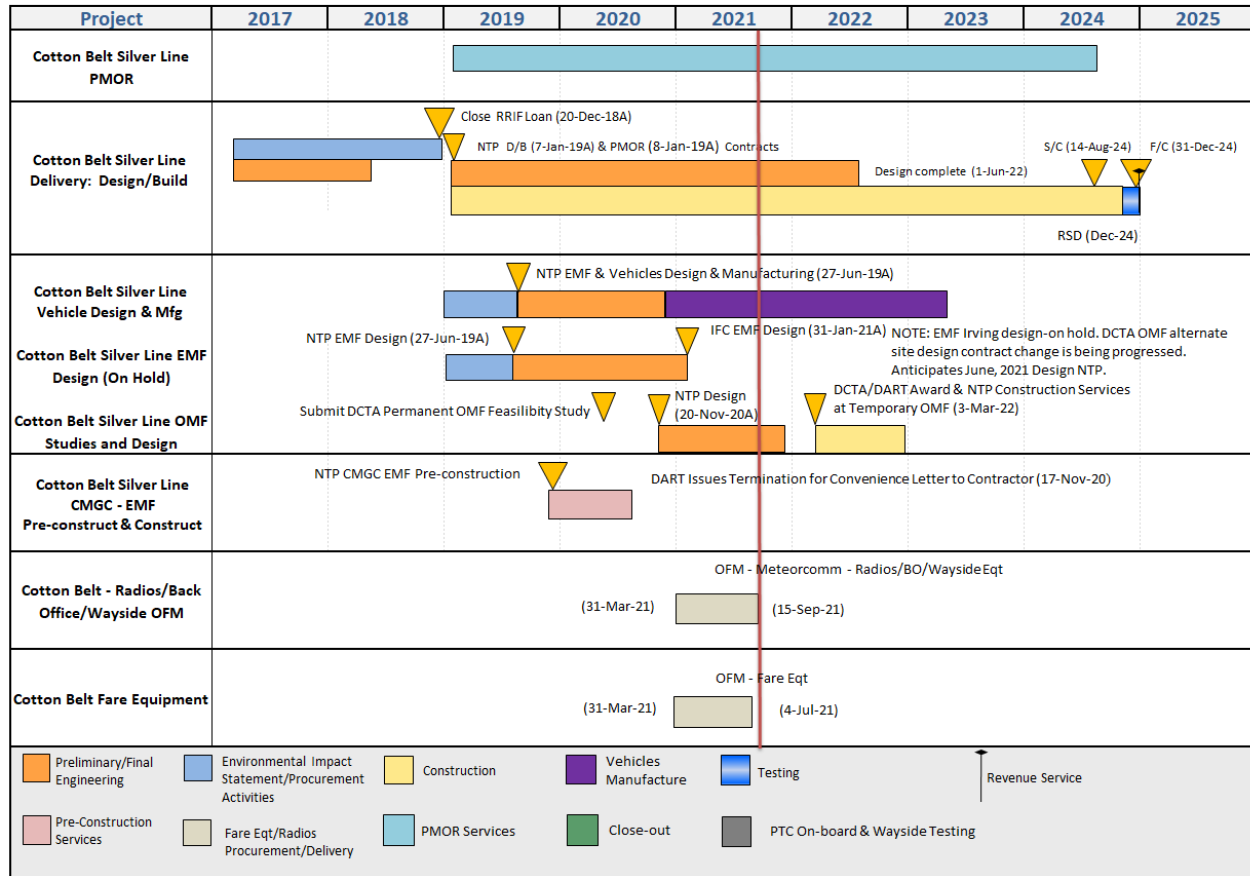 Project 2017 2018 2019 2020 2021 2022 2023 2024 2025
Cotton Belt Silver Line
PMOR
Cotton Belt Silver Line
Delivery: Design/Build
Close RRIF Loan (20-Dec-18A)
NTP D/B (7-Jan-19A) & PMOR (8-Jan-19A) Contracts
S/C (14-Aug-24)
F/C (31-Dec-24)
Design complete (1-Jun-22)
RSD (Dec-24)
Cotton Belt Silver Line
Vehicle Design & Mfg
NTP EMF & Vehicles Design & Manufacturing (27-Jun-19A)
Cotton Belt Silver Line EMF
Design (On Hold)
NTP EMF Design (27-Jun-19A)
IFC EMF Design (31-Jan-21A)
NOTE: EMF Irving design-on hold. DCTA OMF alternate
site design contract change is being progressed.
Anticipates June, 2021 Design NTP.
Cotton Belt Silver Line OMF
Studies and Design
Submit DCTA Permanent OMF Feasilibity Study
NTP Design
(20-Nov-20A)
DCTA/DART Award & NTP Construction Services
at Temporary OMF (3-Mar-22)
Cotton Belt Silver Line
CMGC - EMF
Pre-construct & Construct
NTP CMGC EMF Pre-construction
DART Issues Termination for Convenience Letter to Contractor (17-Nov-20)
Cotton Belt - Radios/Back
Office/Wayside OFM
OFM - Meteorcomm - Radios/BO/Wayside Eqt
(31-Mar-21)
(15-Sep-21)
Cotton Belt Fare Equipment
OFM - Fare Eqt
(31-Mar-21)
(4-Jul-21)
Preliminary/Final
Engineering
Environmental Impact
Statement/Procurement
Activities
Construction
Vehicles
Manufacture
Testing
Revenue Service
Pre-Construction
Services
Fare Eqt/Radios
Procurement/Delivery
PMOR Services
Close-out
PTC On-board & Wayside Testing